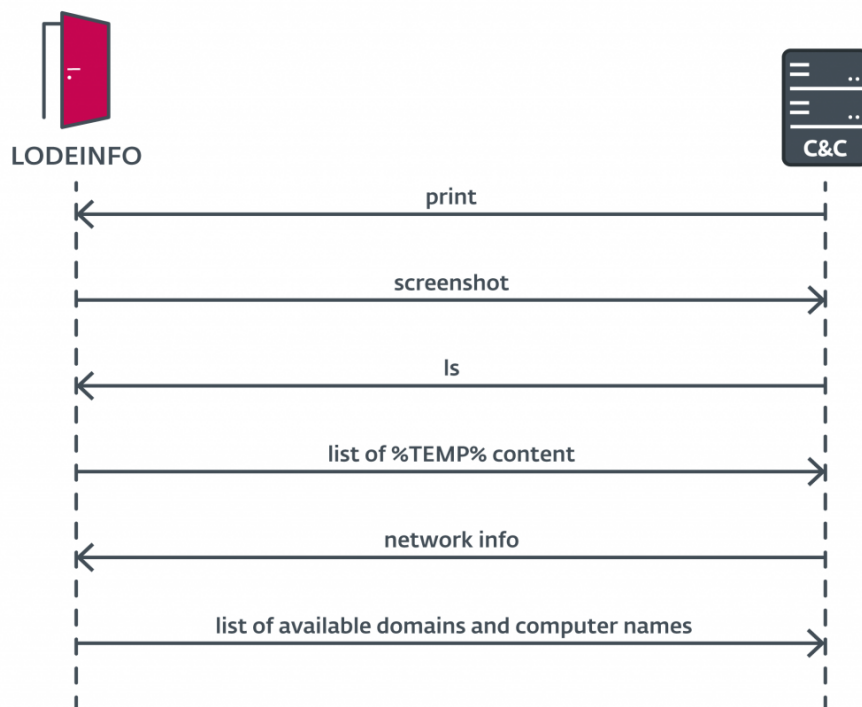 LODEINFO
C&C
print
screenshot
ls
list of %TEMP% content
network info
list of available domains and computer names